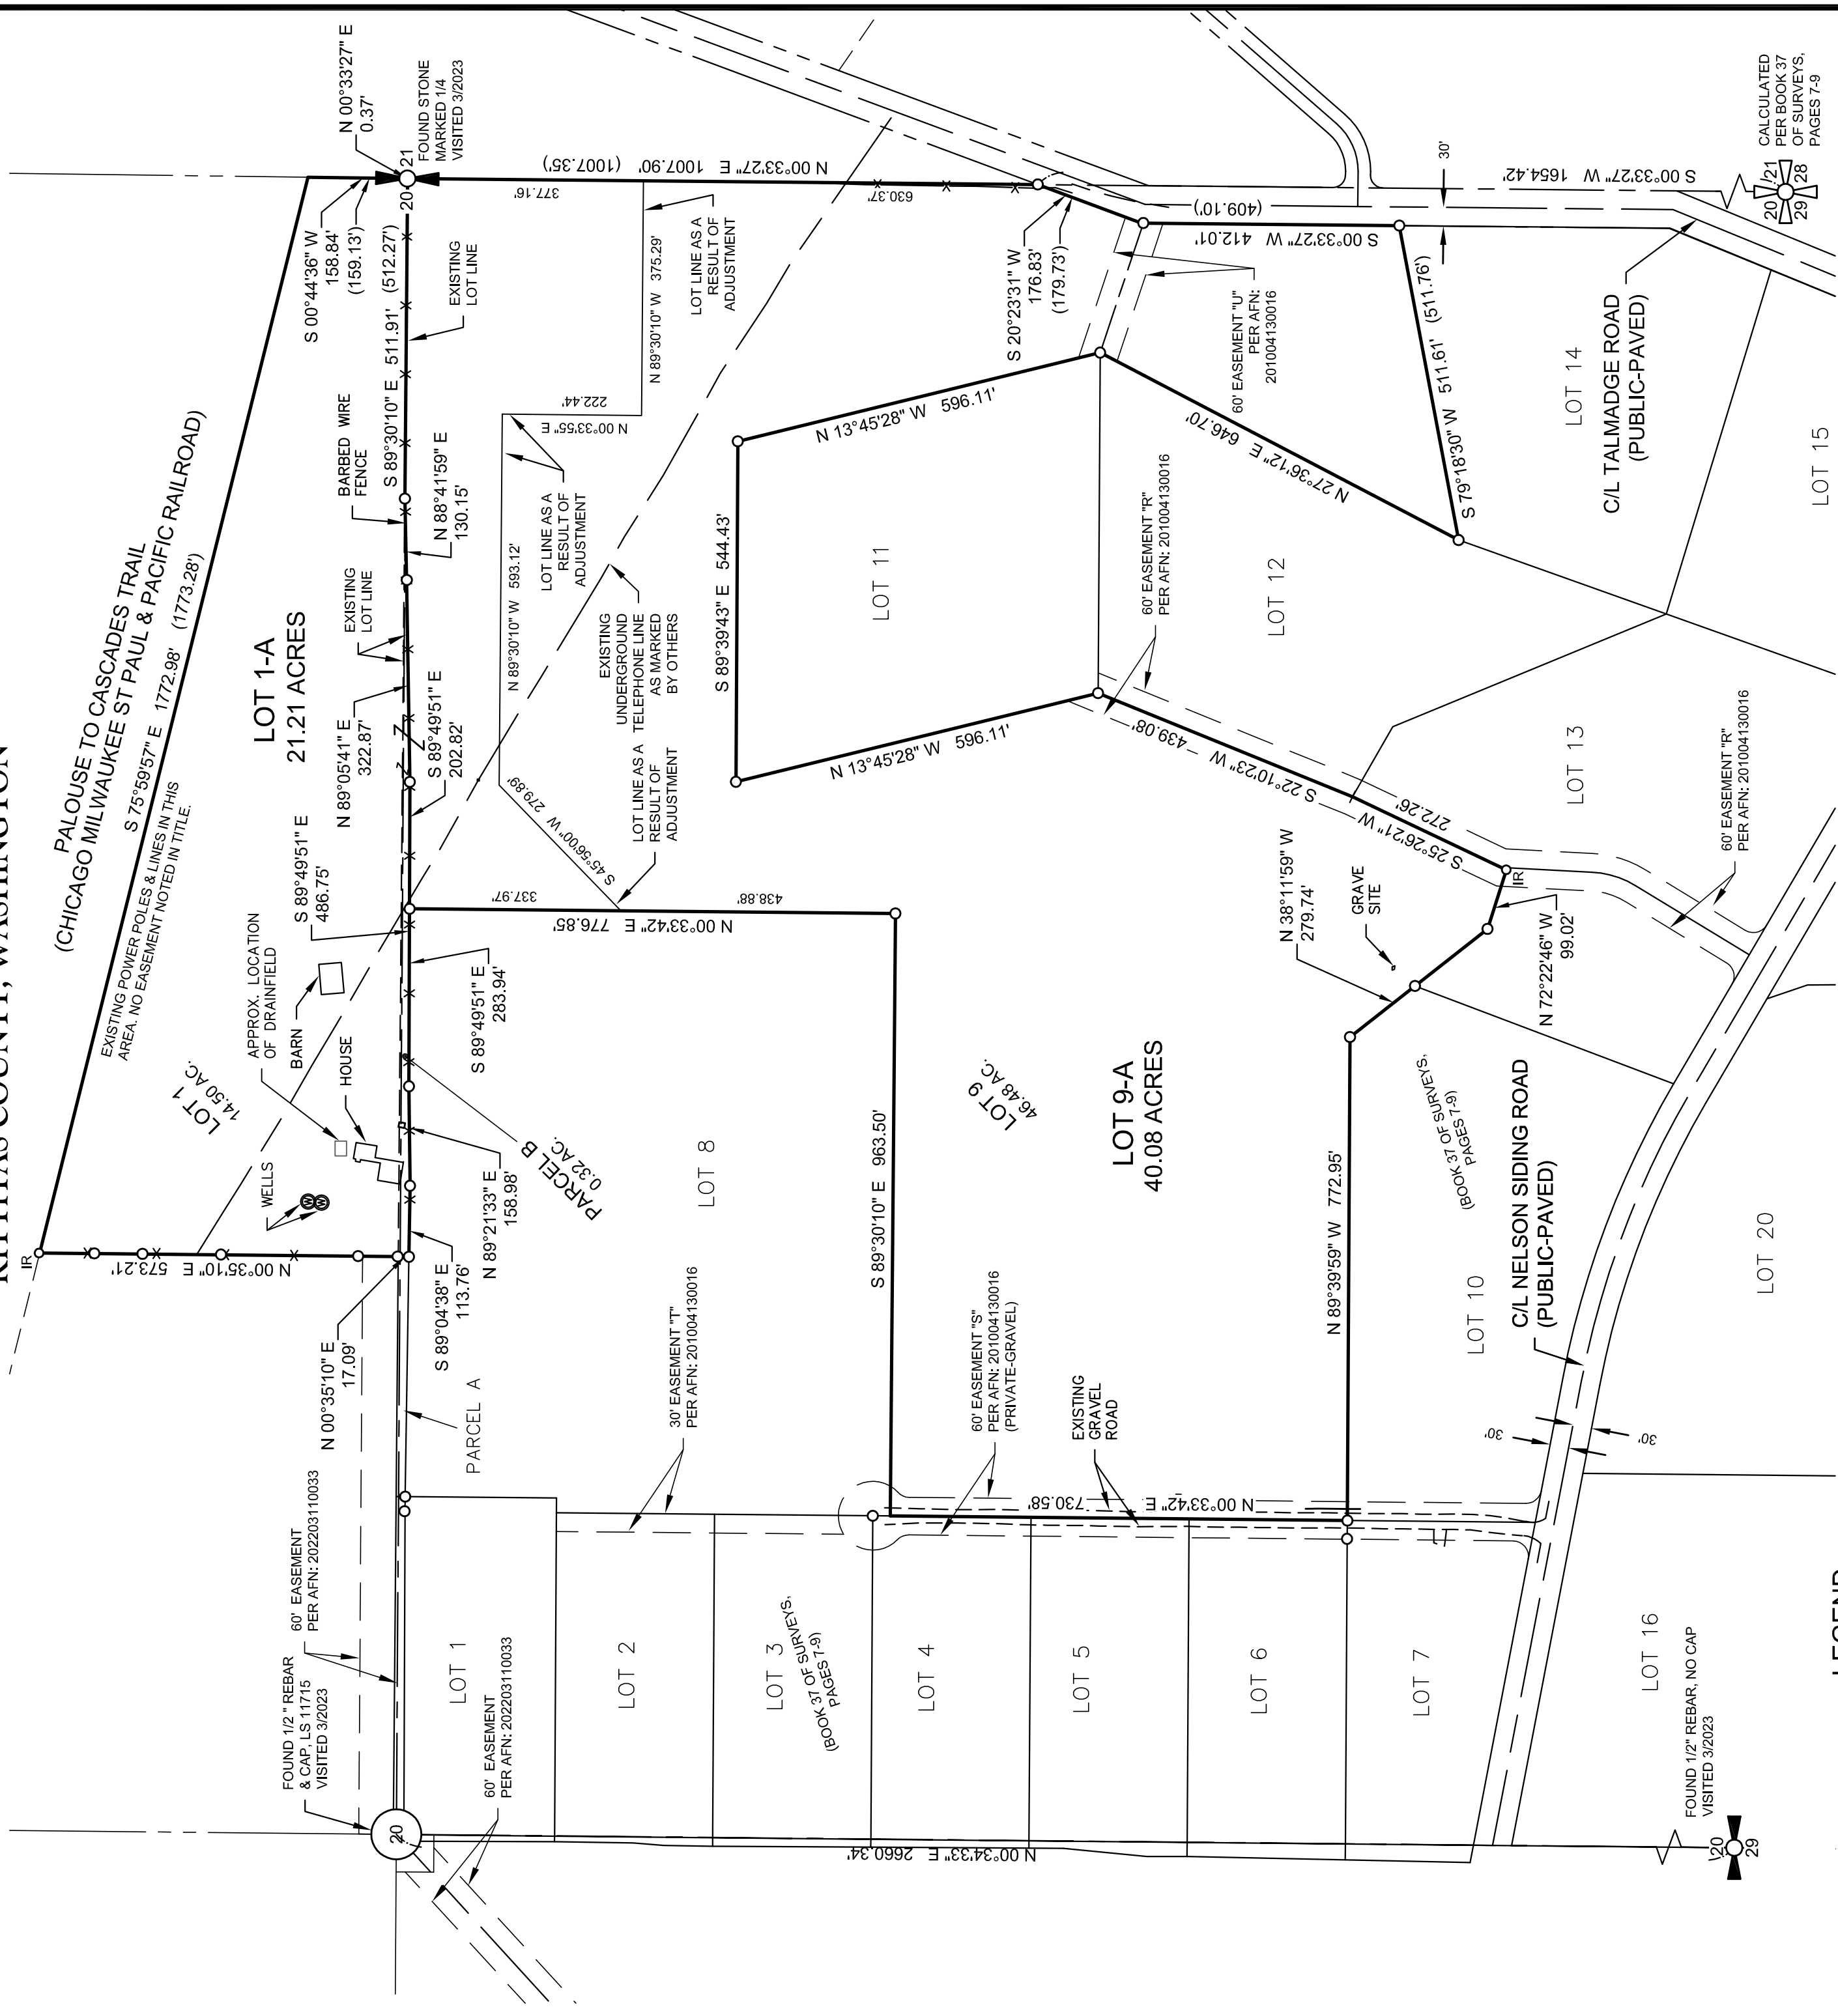 KITTITAS COUNTY, WASHINGTON
PALOUSE TO CASCADES TRAIL
(CHICAGO MILWAUKEE ST PAUL & PACIFIC RAILROAD)
S 75°59'57" E 1772.98' (1773.28')
EXISTING POWER POLES & LINES IN THIS
AREA. NO EASEMENT NOTED IN TITLE.
IR
N 00°35'10" E 573.21'
WELLS
W
W
LOT 1
14.50 AC.
APPROX. LOCATION
OF DRAINFIELD
BARN
HOUSE
LOT 1-A
21.21 ACRES
S 89°49'51" E
486.75'
N 89°05'41" E
322.87'
EXISTING
LOT LINE
BARBED WIRE
FENCE
S 89°30'10" E 511.91' (512.27')
S 00°44'36" W
158.84'
(159.13')
N 00°33'27" E
0.37'
20 21
FOUND STONE
MARKED 1/4
VISITED 3/2023
EXISTING
LOT LINE
N 88°41'59" E
130.15'
S 89°49'51" E
202.82'
S 89°49'51" E
283.94'
N 89°21'33" E
158.98'
S 89°04'38" E
113.76'
N 00°35'10" E
17.09'
PARCEL B
0.32 AC.
PARCEL A
60' EASEMENT
PER AFN: 202203110033
FOUND 1/2 " REBAR
& CAP, LS 11715
VISITED 3/2023
20
60' EASEMENT
PER AFN: 202203110033
N 00°33'27" E 1007.90' (1007.35')
377.16'
630.37'
LOT LINE AS A
RESULT OF
ADJUSTMENT
N 89°30'10" W 375.29'
222.44'
N 00°33'55" E
LOT LINE AS A
RESULT OF
ADJUSTMENT
N 89°30'10" W 593.12'
EXISTING
UNDERGROUND
TELEPHONE LINE
AS MARKED
BY OTHERS
279.89'
S 45°56'00" W
LOT LINE AS A
RESULT OF
ADJUSTMENT
337.97'
438.88'
N 00°33'42" E 776.85'
LOT 8
S 89°30'10" E 963.50'
30' EASEMENT "T"
PER AFN: 201004130016
60' EASEMENT "S"
PER AFN: 201004130016
(PRIVATE-GRAVEL)
EXISTING
GRAVEL
ROAD
N 00°33'42" E 730.58'
LOT 9
46.48 AC.
LOT 9-A
40.08 ACRES
S 89°39'43" E 544.43'
N 13°45'28" W 596.11'
LOT 11
N 13°45'28" W 596.11'
S 20°23'31" W
176.83'
(179.73')
60' EASEMENT "U"
PER AFN:
201004130016
(409.10')
S 00°33'27" W 412.01'
30'
S 00°33'27" W 1654.42'
N 27°36'12" E 646.70'
S 79°18'30" W 511.61' (511.76')
60' EASEMENT "R"
PER AFN: 201004130016
LOT 12
S 22°10'23" W 439.08'
S 25°26'21" W 272.26'
IR
N 72°22'46" W
99.02'
N 38°11'59" W
279.74'
GRAVE
SITE
N 89°39'59" W 772.95'
LOT 10
(BOOK 37 OF SURVEYS,
PAGES 7-9)
LOT 13
60' EASEMENT "R"
PER AFN: 201004130016
LOT 14
LOT 15
C/L TALMADGE ROAD
(PUBLIC-PAVED)
CALCULATED
PER BOOK 37
OF SURVEYS,
PAGES 7-9
20 21
29 28
C/L NELSON SIDING ROAD
(PUBLIC-PAVED)
30'
30'
LOT 20
LOT 1
LOT 2
LOT 3
(BOOK 37 OF SURVEYS,
PAGES 7-9)
LOT 4
LOT 5
LOT 6
LOT 7
N 00°34'33" E 2660.34'
LOT 16
FOUND 1/2" REBAR, NO CAP
VISITED 3/2023
20
29
LEGEND